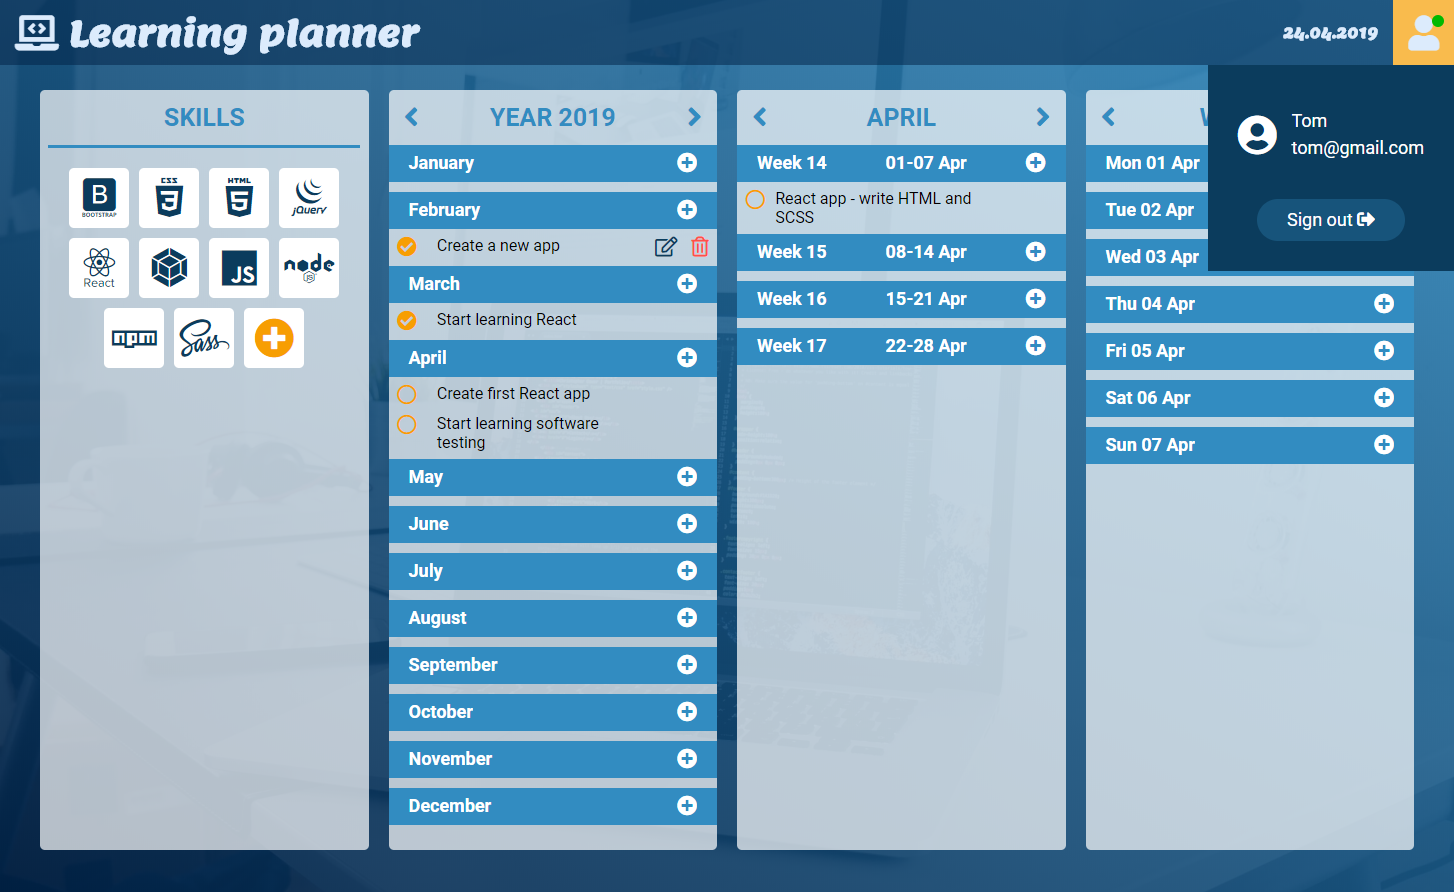 Learning planner
24.04.2019
Tom
tom@gmail.com
Sign out
SKILLS
B
BOOTSTRAP
CSS
3
HTML
5
jQuery
React
JS
node
JS
npm
Sass
YEAR 2019
January
February
Create a new app
March
Start learning React
April
Create first React app
Start learning software
testing
May
June
July
August
September
October
November
December
APRIL
Week 14 01-07 Apr
React app - write HTML and
SCSS
Week 15 08-14 Apr
Week 16 15-21 Apr
Week 17 22-28 Apr
Mon 01 Apr
Tue 02 Apr
Wed 03 Apr
Thu 04 Apr
Fri 05 Apr
Sat 06 Apr
Sun 07 Apr